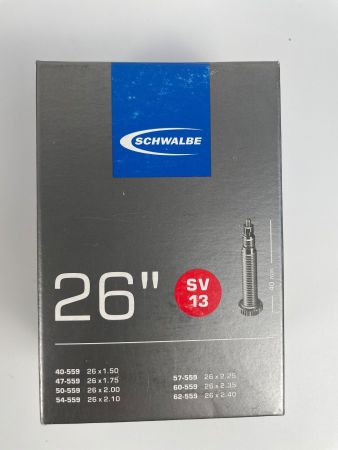 SCHWALBE
26"
SV
13
40 mm
40-559 26 x 1.50
47-559 26 x 1.75
50-559 26 x 2.00
54-559 26 x 2.10
57-559 26 x 2.25
60-559 26 x 2.35
62-559 26 x 2.40